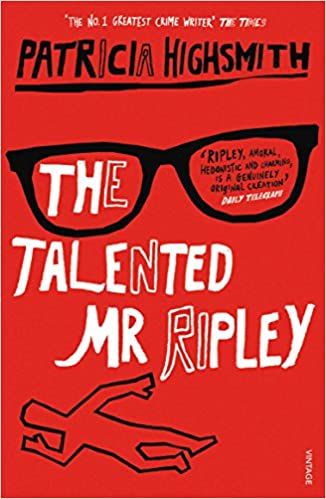 "THE NO. 1 GREATEST CRIME WRITER" THE TIMES
PATRICIA HIGHSMITH
"RIPLEY, AMORAL,
HEDONISTIC AND CHARMING,
IS A GENUINELY
ORIGINAL CREATION"
DAILY TELEGRAPH
THE
TALENTED
MR RIPLEY
VINTAGE